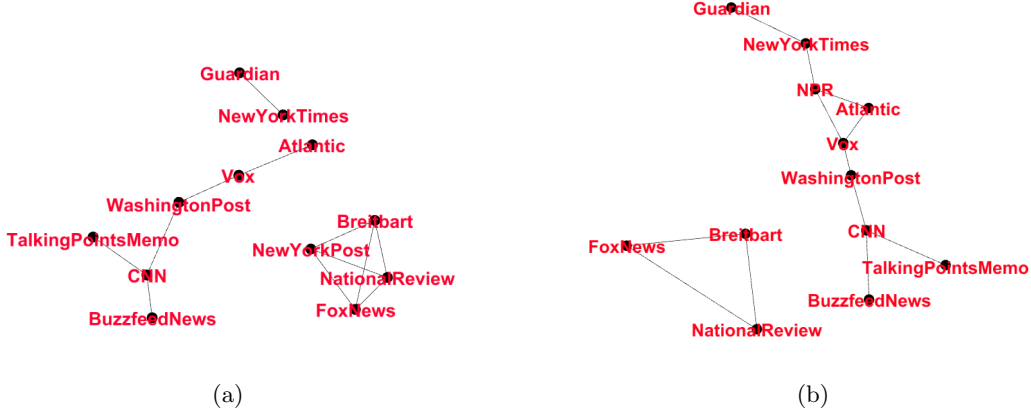 Guardian
NewYorkTimes
Atlantic
Vox
WashingtonPost
TalkingPointsMemo
CNN
BuzzfeedNews
Breitbart
NewYorkPost
NationalReview
FoxNews
(a)
Guardian
NewYorkTimes
NPR
Atlantic
Vox
WashingtonPost
CNN
TalkingPointsMemo
BuzzfeedNews
Breitbart
FoxNews
NationalReview
(b)